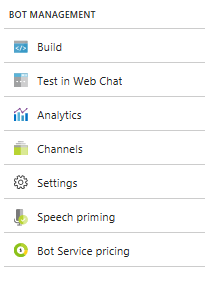 BOT MANAGEMENT
Build
Test in Web Chat
Analytics
Channels
Settings
Speech priming
Bot Service pricing